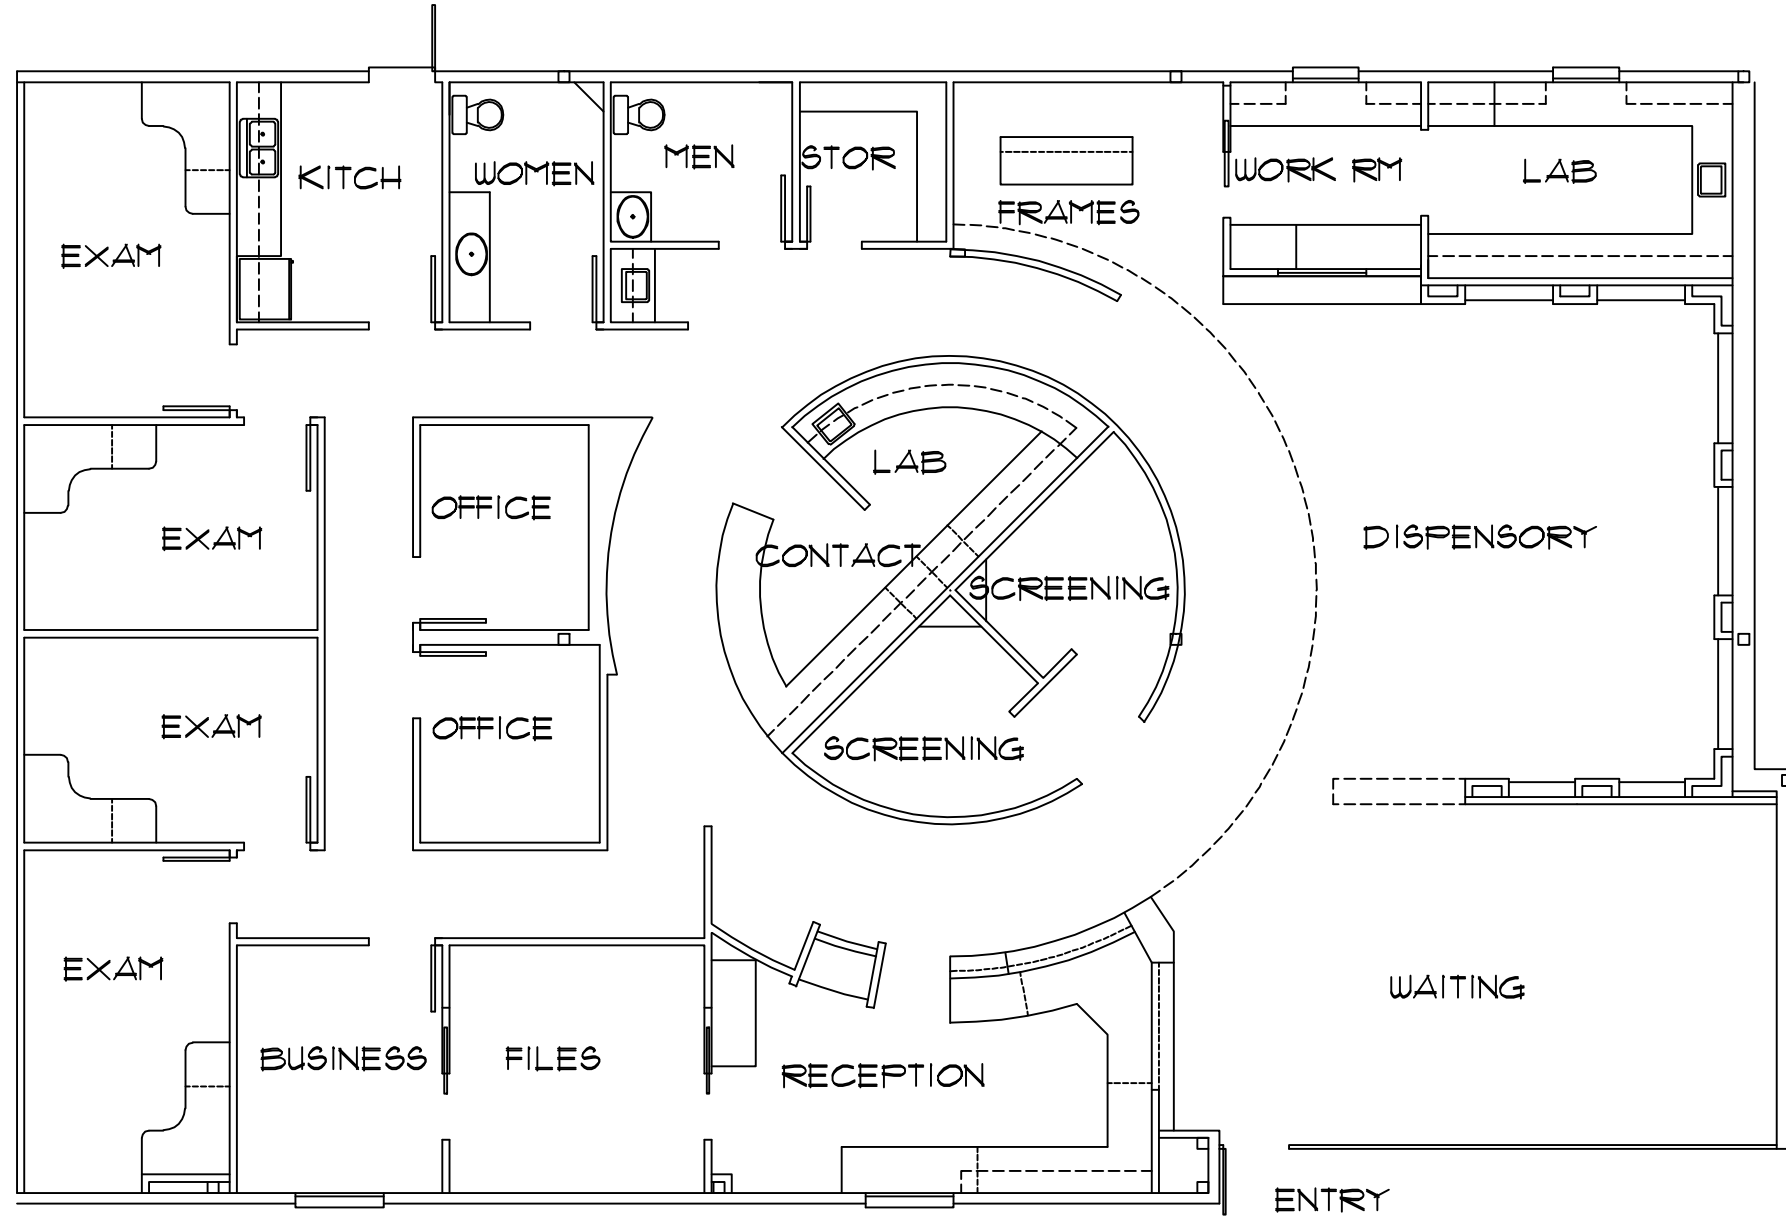 KITCH
WOMEN
MEN
STOR
FRAMES
WORK RM
LAB
EXAM
LAB
OFFICE
EXAM
CONTACT
SCREENING
DISPENSORY
EXAM
OFFICE
SCREENING
EXAM
WAITING
BUSINESS
FILES
RECEPTION
ENTRY